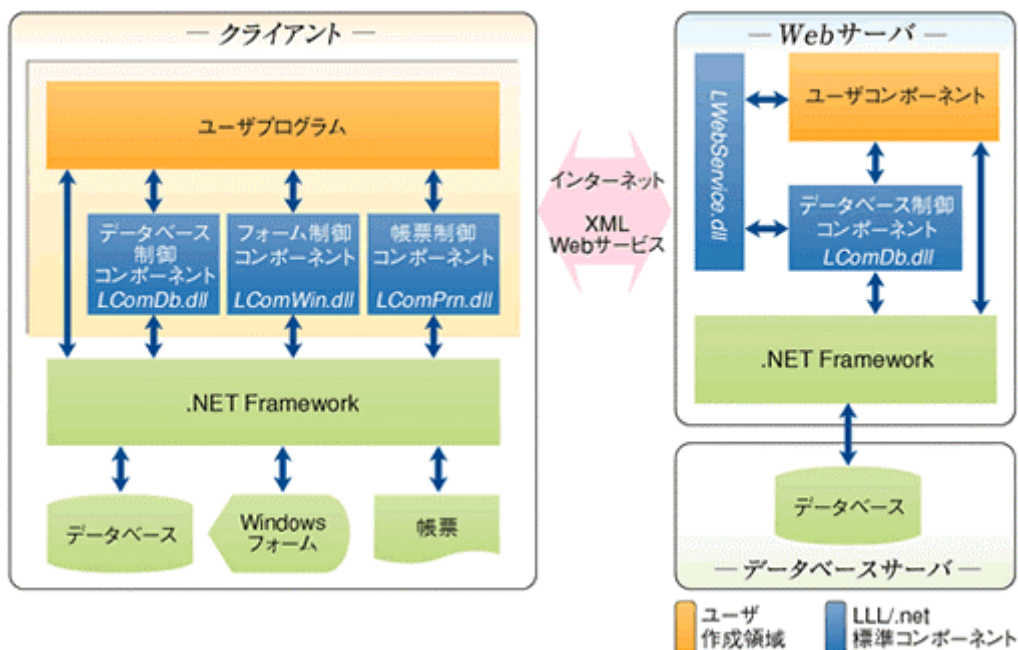 ― クライアント ―
ユーザプログラム
データベース
制御
コンポーネント
LComDb.dll
フォーム制御
コンポーネント
LComWin.dll
帳票制御
コンポーネント
LComPrn.dll
.NET Framework
データベース
Windows
フォーム
帳票
インターネット
XML
Webサービス
― Webサーバ ―
LWebService.dll
ユーザコンポーネント
データベース制御
コンポーネント
LComDb.dll
.NET Framework
データベース
― データベースサーバ ―
ユーザ
作成領域
LLL/.net
標準コンポーネント